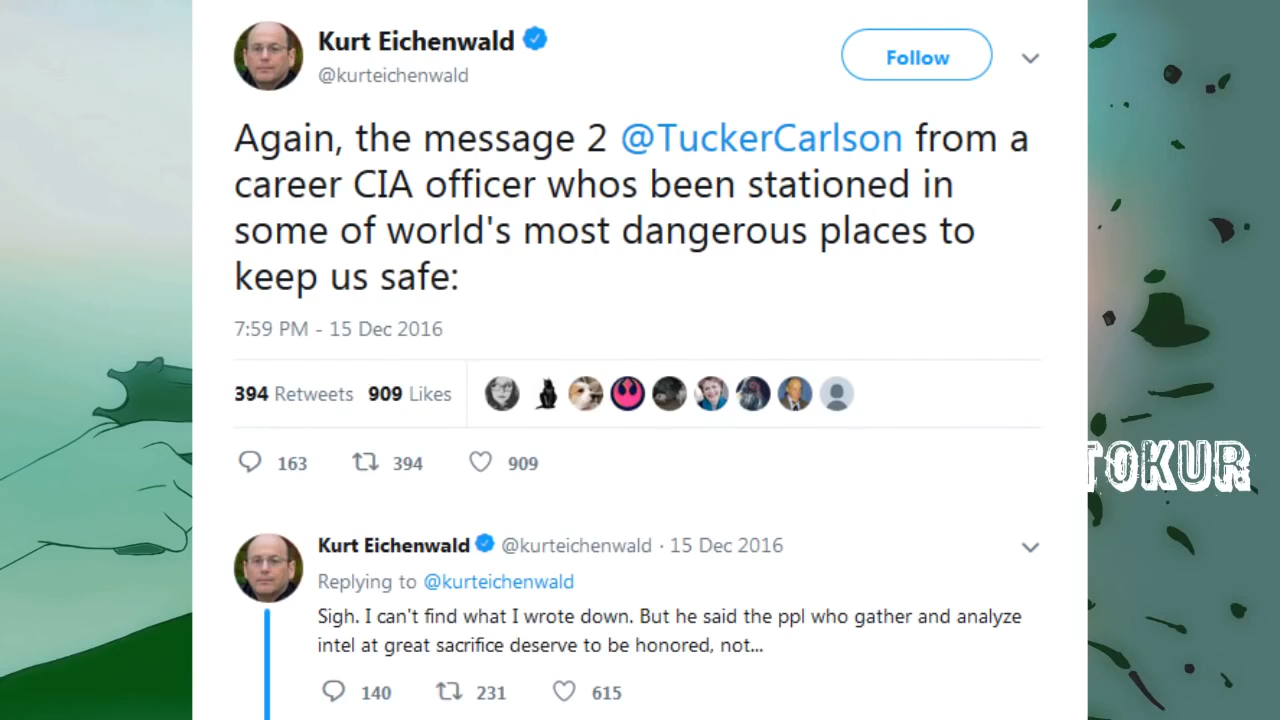 Kurt Eichenwald
@kurteichenwald
Follow
Again, the message 2 @TuckerCarlson from a
career CIA officer whos been stationed in
some of world's most dangerous places to
keep us safe:
7:59 PM - 15 Dec 2016
394 Retweets 909 Likes
163 394 909
TOKUR
Kurt Eichenwald @kurteichenwald · 15 Dec 2016
Replying to @kurteichenwald
Sigh. I can't find what I wrote down. But he said the ppl who gather and analyze
intel at great sacrifice deserve to be honored, not...
140 231 615